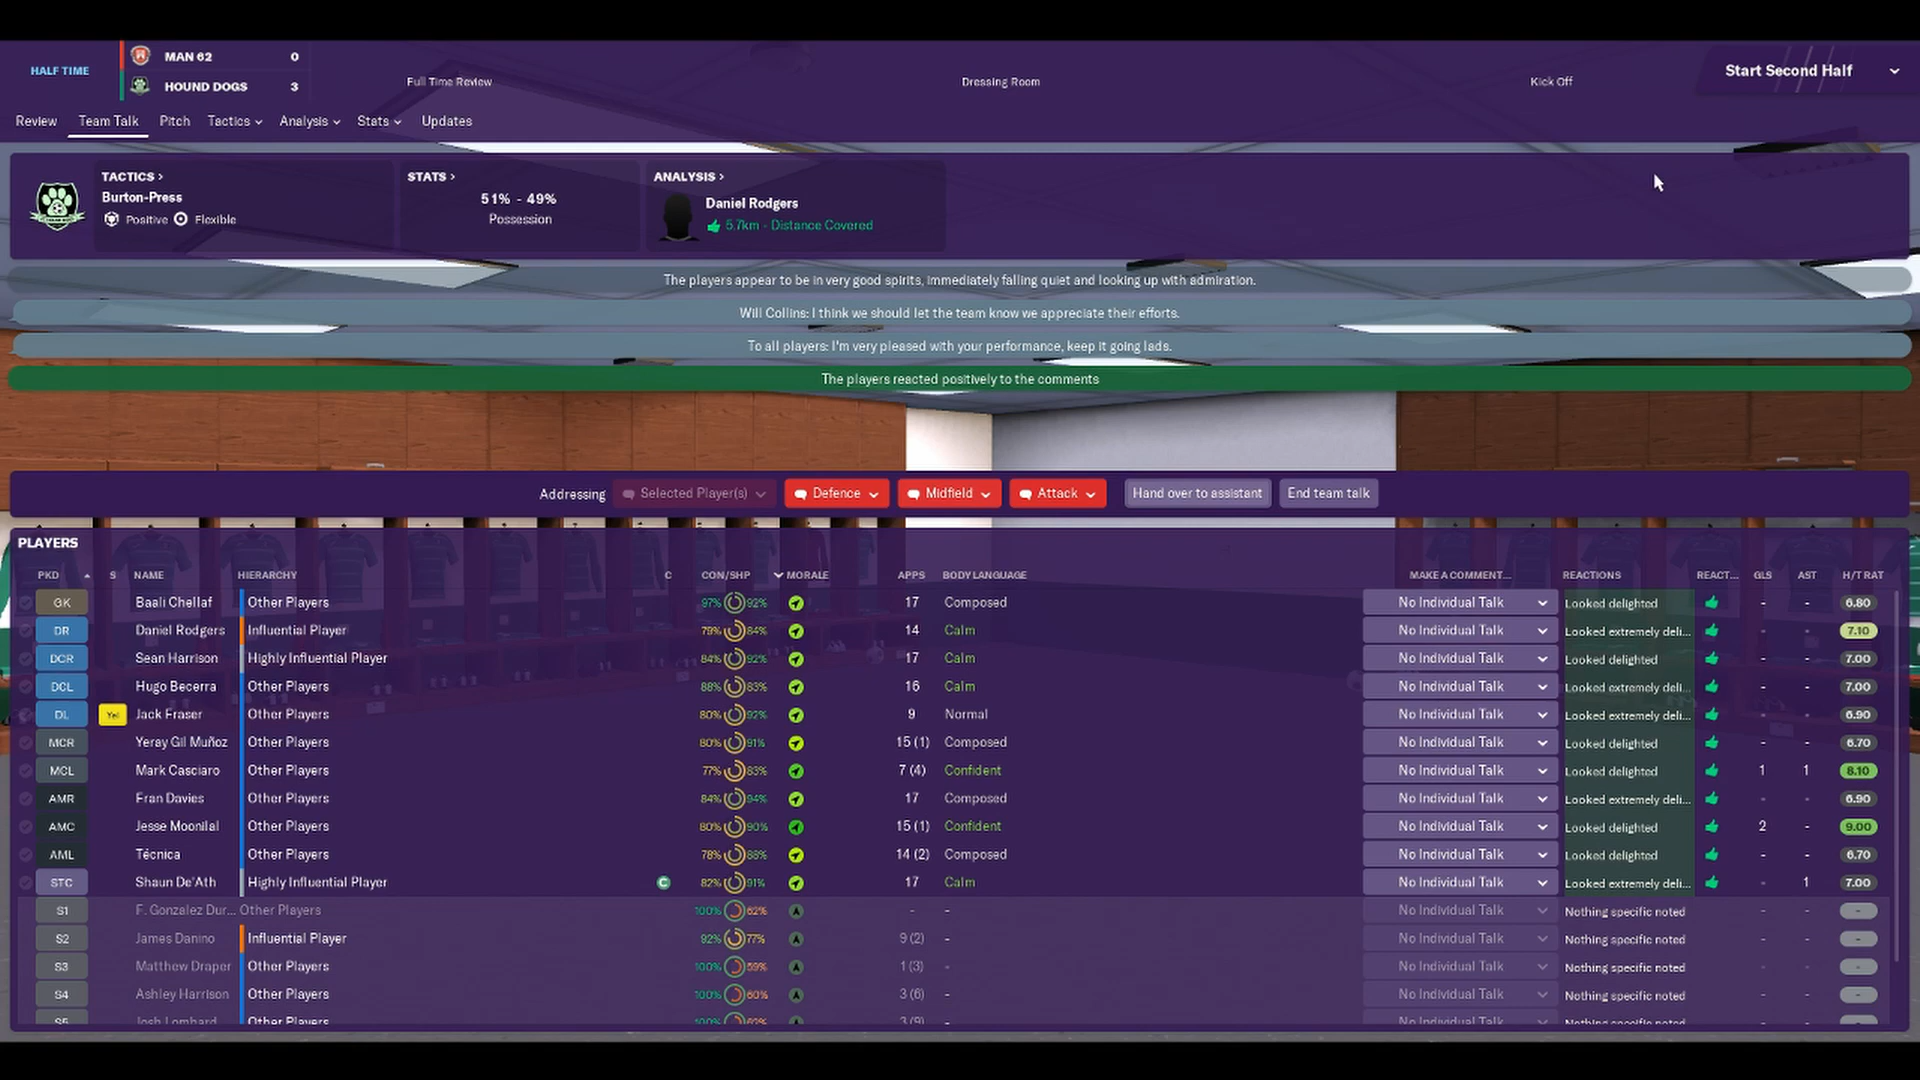 HALF TIME
MAN 62 0
HOUND DOGS 3
Full Time Review
Dressing Room
Kick Off
Start Second Half
Review Team Talk Pitch Tactics Analysis Stats Updates
TACTICS >
Burton-Press
Positive Flexible
STATS >
51% - 49%
Possession
ANALYSIS >
Daniel Rodgers
5.7km - Distance Covered
The players appear to be in very good spirits, immediately falling quiet and looking up with admiration.
Will Collins: I think we should let the team know we appreciate their efforts.
To all players: I'm very pleased with your performance, keep it going lads.
The players reacted positively to the comments
Addressing Selected Player(s) Defence Midfield Attack Hand over to assistant End team talk
PLAYERS
PKD S NAME HIERARCHY C CON/SHP MORALE APPS BODY LANGUAGE MAKE A COMMENT... REACTIONS REACT... GLS AST H/T RAT
GK Baali Chellaf Other Players 97% 92% 17 Composed No Individual Talk Looked delighted - - 6.80
DR Daniel Rodgers Influential Player 79% 84% 14 Calm No Individual Talk Looked extremely deli... - - 7.10
DCR Sean Harrison Highly Influential Player 84% 92% 17 Calm No Individual Talk Looked delighted - - 7.00
DCL Hugo Becerra Other Players 88% 83% 16 Calm No Individual Talk Looked extremely deli... - - 7.00
DL Yel Jack Fraser Other Players 80% 92% 9 Normal No Individual Talk Looked extremely deli... - - 6.90
MCR Yeray Gil Muñoz Other Players 80% 91% 15 (1) Composed No Individual Talk Looked delighted - - 6.70
MCL Mark Casciaro Other Players 77% 83% 7 (4) Confident No Individual Talk Looked delighted 1 1 8.10
AMR Fran Davies Other Players 84% 94% 17 Composed No Individual Talk Looked extremely deli... - - 6.90
AMC Jesse Moonilal Other Players 80% 90% 15 (1) Confident No Individual Talk Looked delighted 2 - 9.00
AML Técnica Other Players 78% 88% 14 (2) Composed No Individual Talk Looked delighted - - 6.70
STC Shaun De'Ath Highly Influential Player C 82% 91% 17 Calm No Individual Talk Looked extremely deli... - 1 7.00
S1 F. Gonzalez Dur... Other Players 100% 62% - - No Individual Talk Nothing specific noted - - -
S2 James Danino Influential Player 92% 77% 9 (2) - No Individual Talk Nothing specific noted - - -
S3 Matthew Draper Other Players 100% 59% 1 (3) - No Individual Talk Nothing specific noted - - -
S4 Ashley Harrison Other Players 100% 60% 3 (6) - No Individual Talk Nothing specific noted - - -
S5 Josh Lombard Other Players 100% 62% 3 (9) - No Individual Talk Nothing specific noted - - -